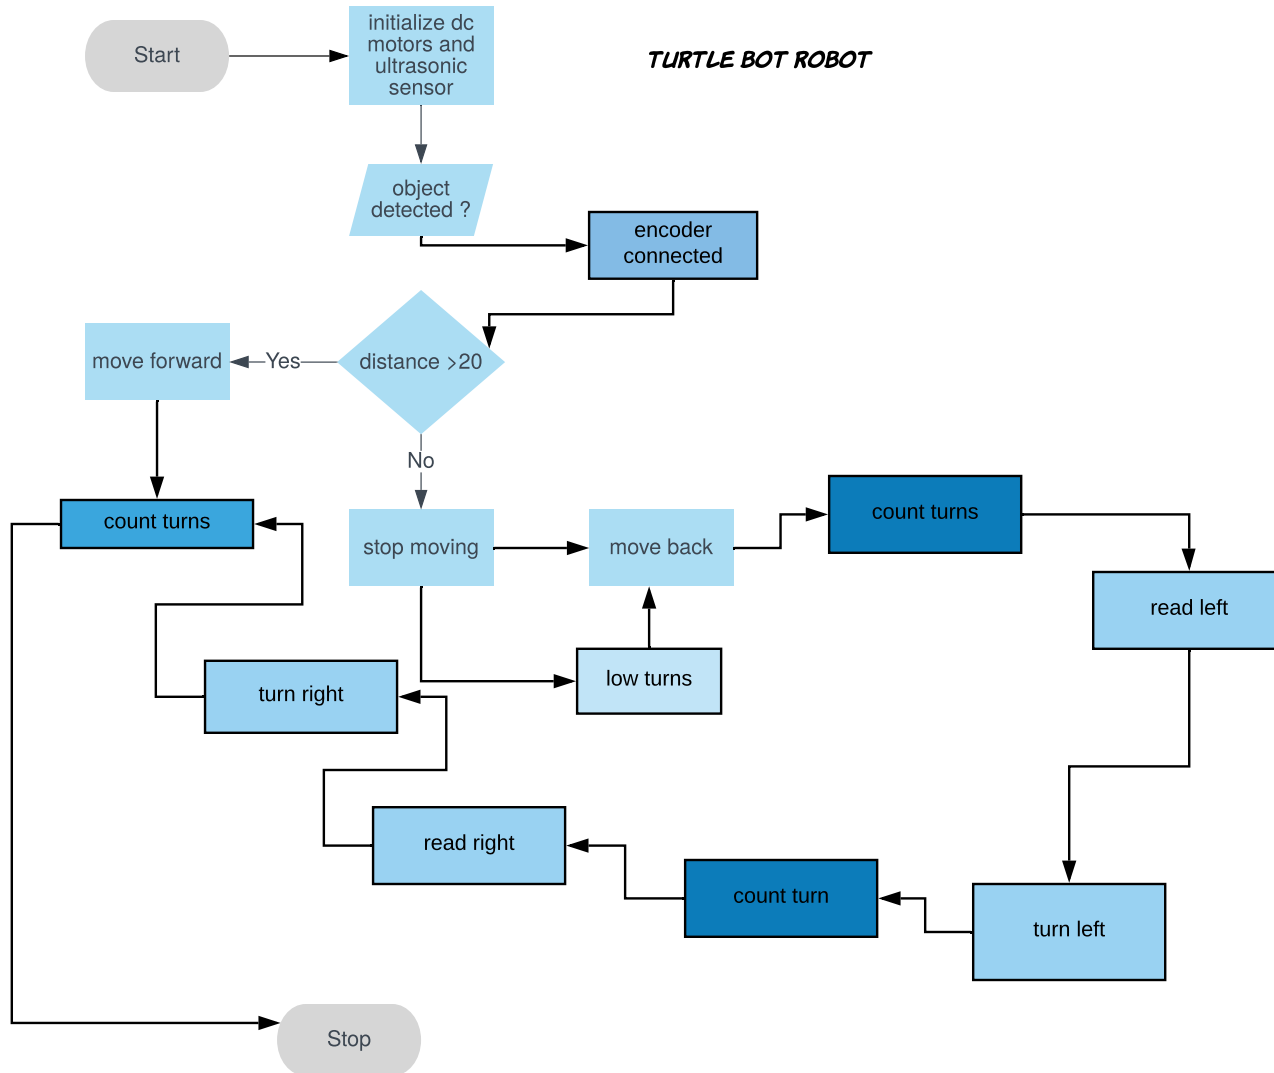 Start
initialize dc
motors and
ultrasonic
sensor
TURTLE BOT ROBOT
object
detected ?
encoder
connected
move forward
Yes
distance >20
No
count turns
stop moving
move back
count turns
read left
low turns
turn right
read right
count turn
turn left
Stop